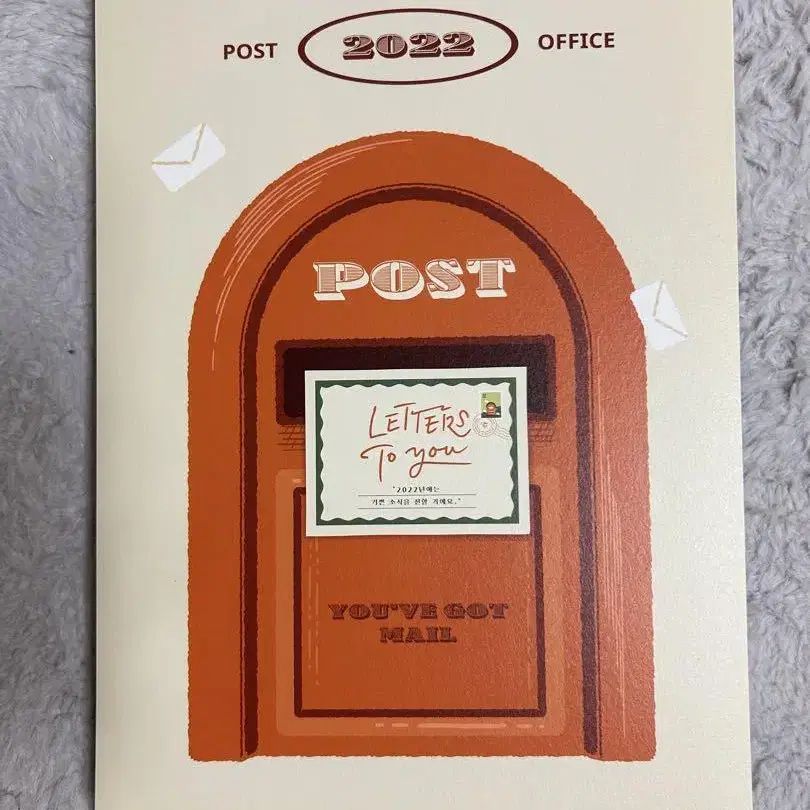 POST 2022 OFFICE
POST
LETTERS
To you
"2022년에는
기쁜 소식을 전할 거예요."
YOU'VE GOT
MAIL